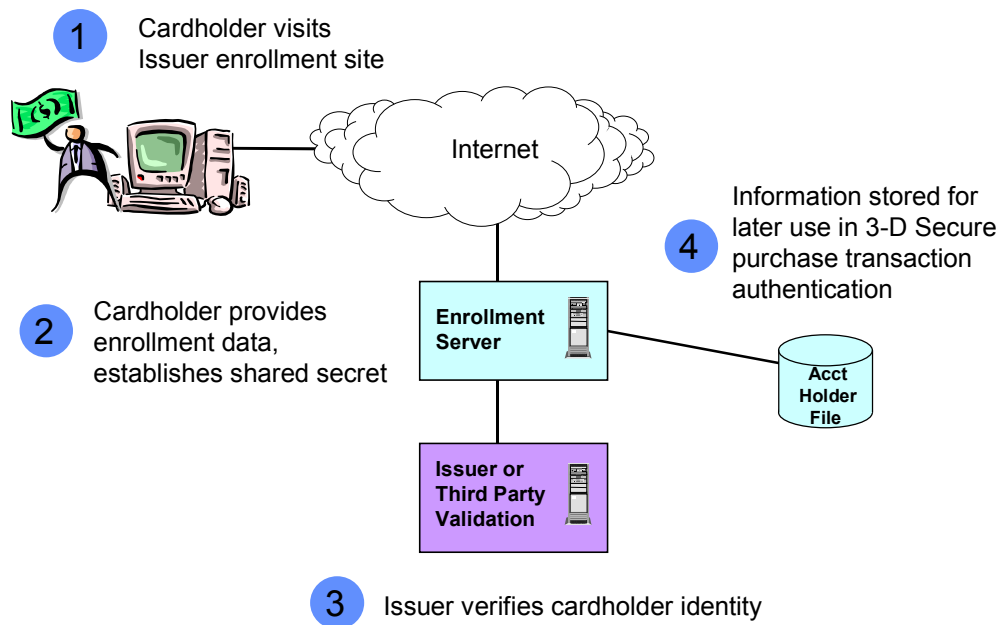 1
Cardholder visits
Issuer enrollment site
Internet
Information stored for
later use in 3-D Secure
purchase transaction
authentication
4
2
Cardholder provides
enrollment data,
establishes shared secret
Enrollment
Server
Acct
Holder
File
Issuer or
Third Party
Validation
3
Issuer verifies cardholder identity